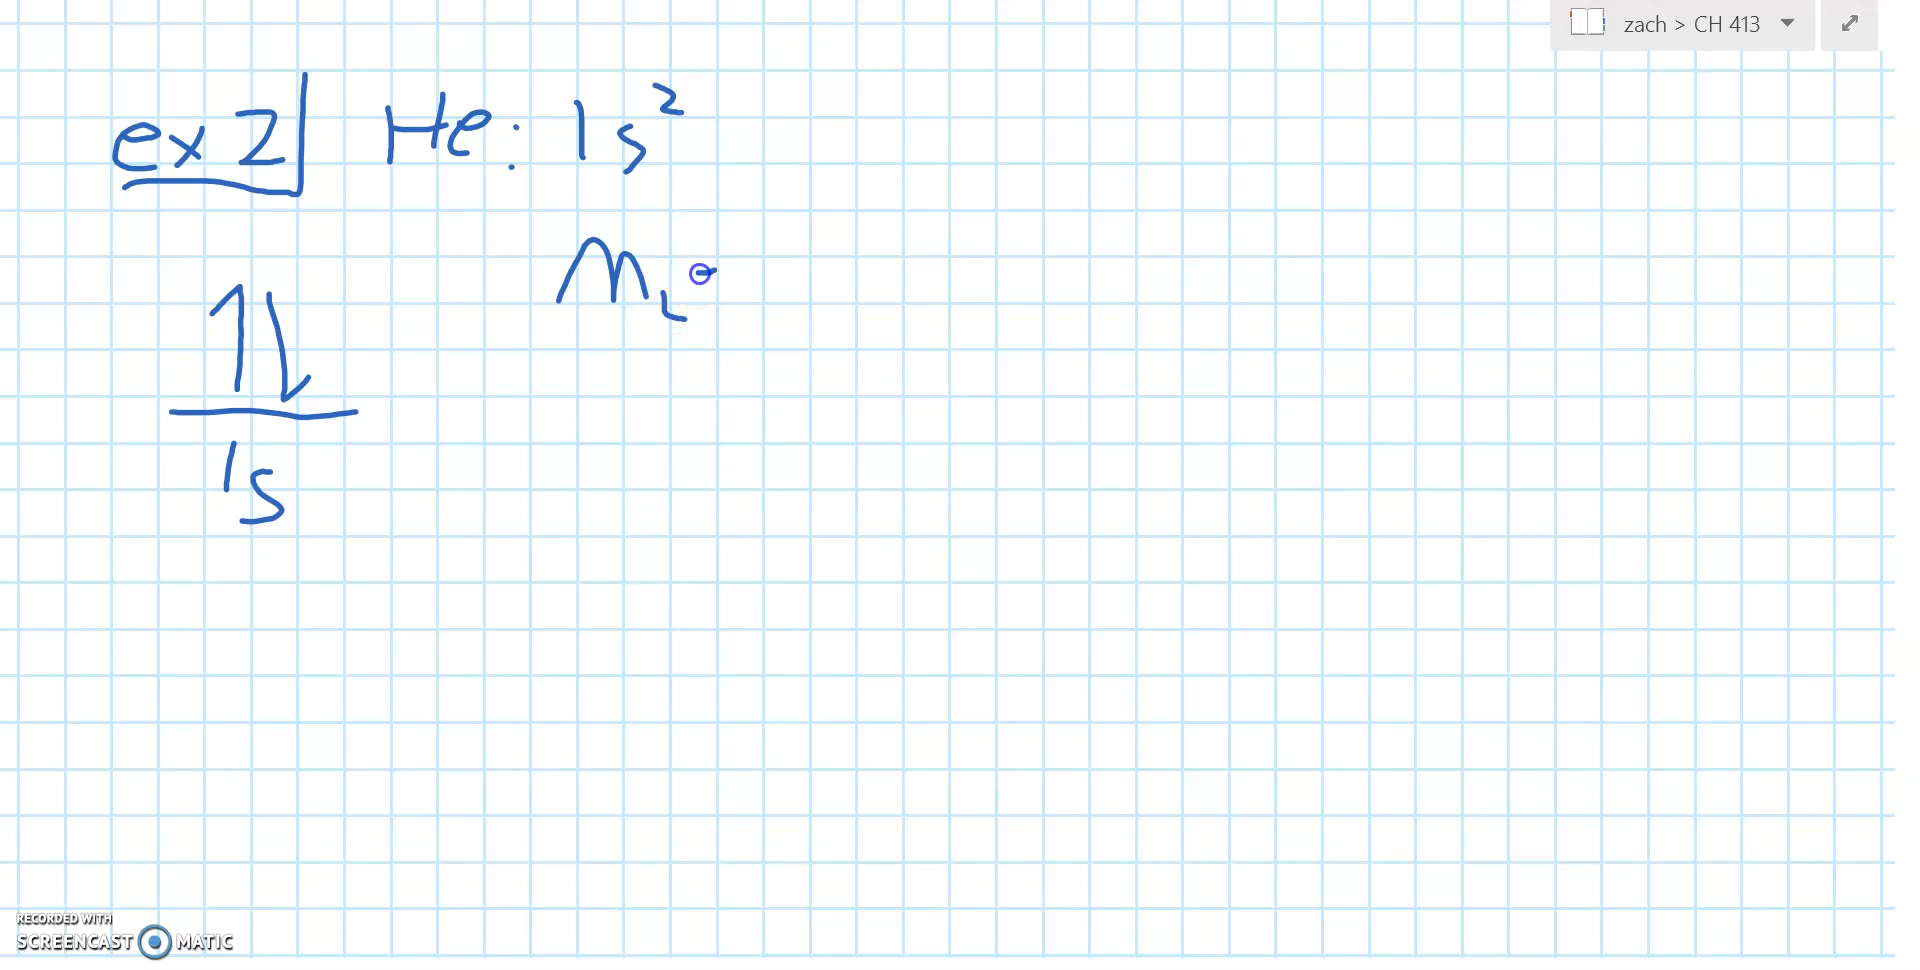 zach > CH 413
ex 2 He: 1s²
M_L =
↑↓
1s
RECORDED WITH
SCREENCAST MATIC